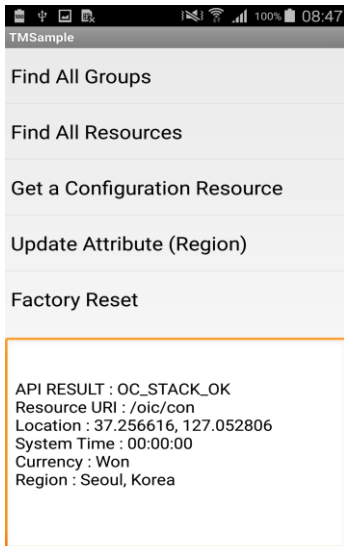 100% 08:47
TMSample
Find All Groups
Find All Resources
Get a Configuration Resource
Update Attribute (Region)
Factory Reset
API RESULT : OC_STACK_OK
Resource URI : /oic/con
Location : 37.256616, 127.052806
System Time : 00:00:00
Currency : Won
Region : Seoul, Korea